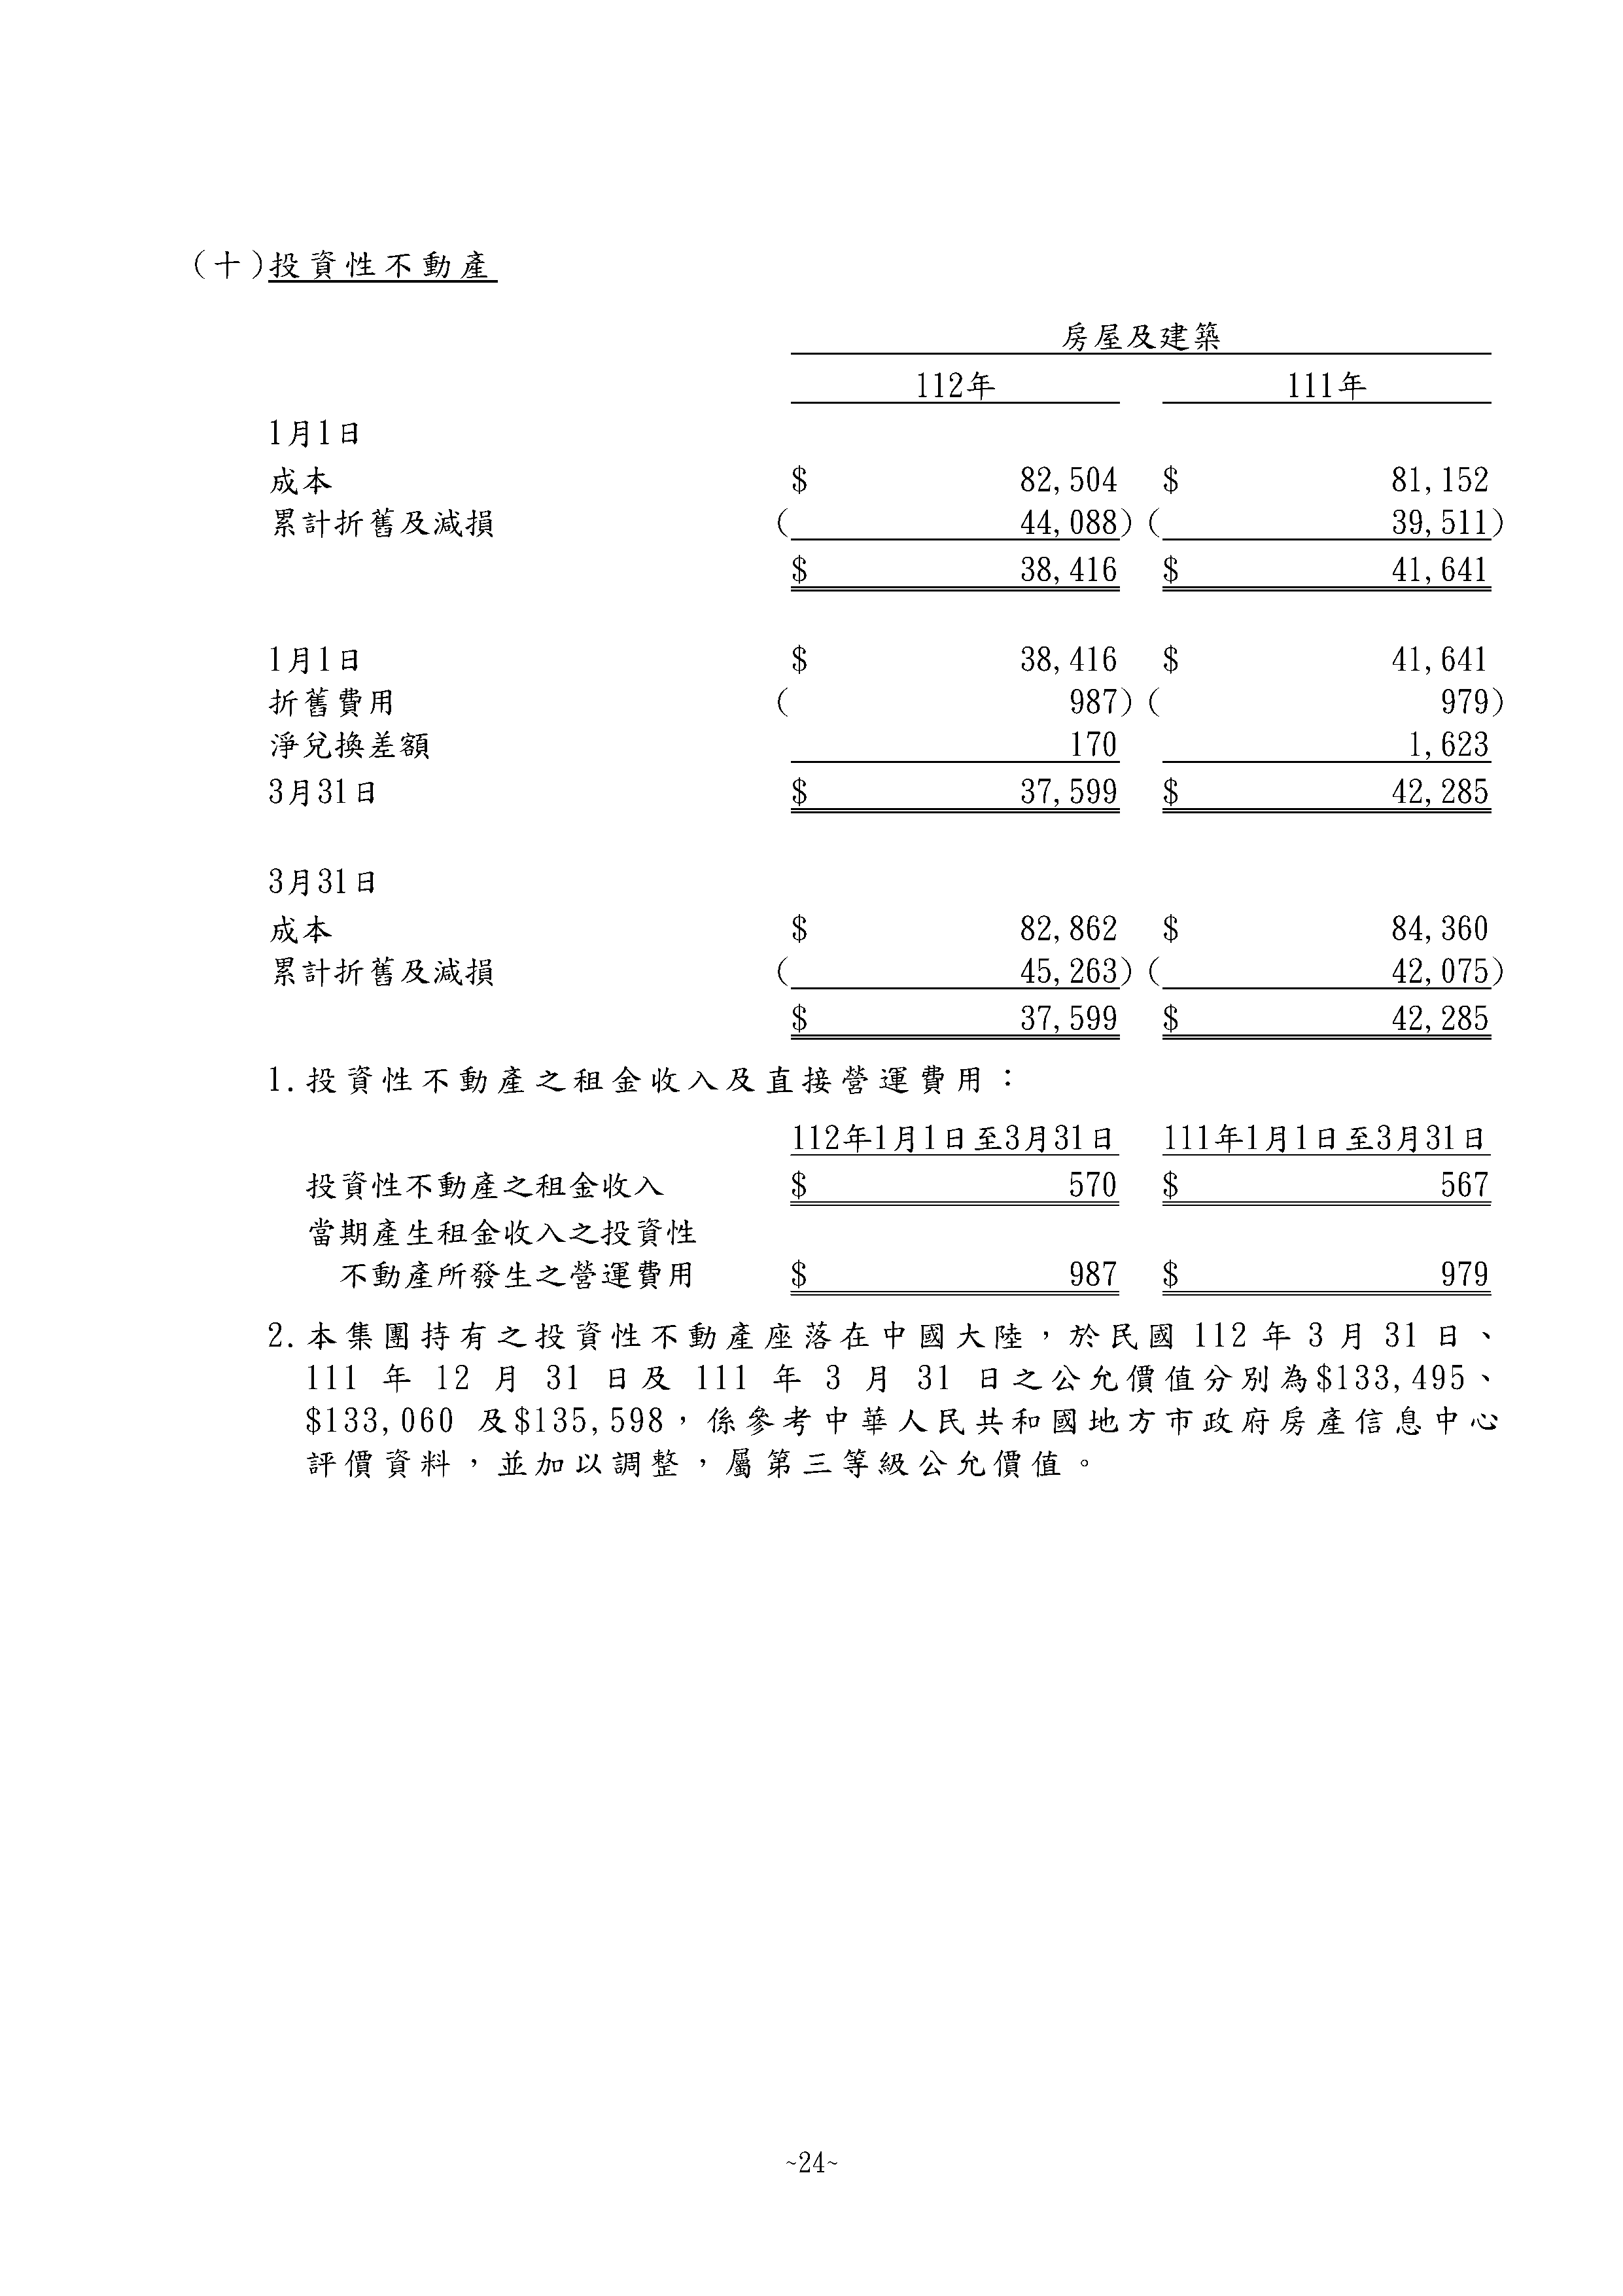 (十)投資性不動產
房屋及建築
112年 111年
1月1日
成本 $ 82,504 $ 81,152
累計折舊及減損 ( 44,088) ( 39,511)
$ 38,416 $ 41,641
1月1日 $ 38,416 $ 41,641
折舊費用 ( 987) ( 979)
淨兌換差額 170 1,623
3月31日 $ 37,599 $ 42,285
3月31日
成本 $ 82,862 $ 84,360
累計折舊及減損 ( 45,263) ( 42,075)
$ 37,599 $ 42,285
1.投資性不動產之租金收入及直接營運費用：
112年1月1日至3月31日 111年1月1日至3月31日
投資性不動產之租金收入 $ 570 $ 567
當期產生租金收入之投資性
不動產所發生之營運費用 $ 987 $ 979
2.本集團持有之投資性不動產座落在中國大陸，於民國 112 年 3 月 31 日、
111 年 12 月 31 日及 111 年 3 月 31 日之公允價值分別為$133,495、
$133,060 及$135,598，係參考中華人民共和國地方市政府房產信息中心
評價資料，並加以調整，屬第三等級公允價值。
~24~